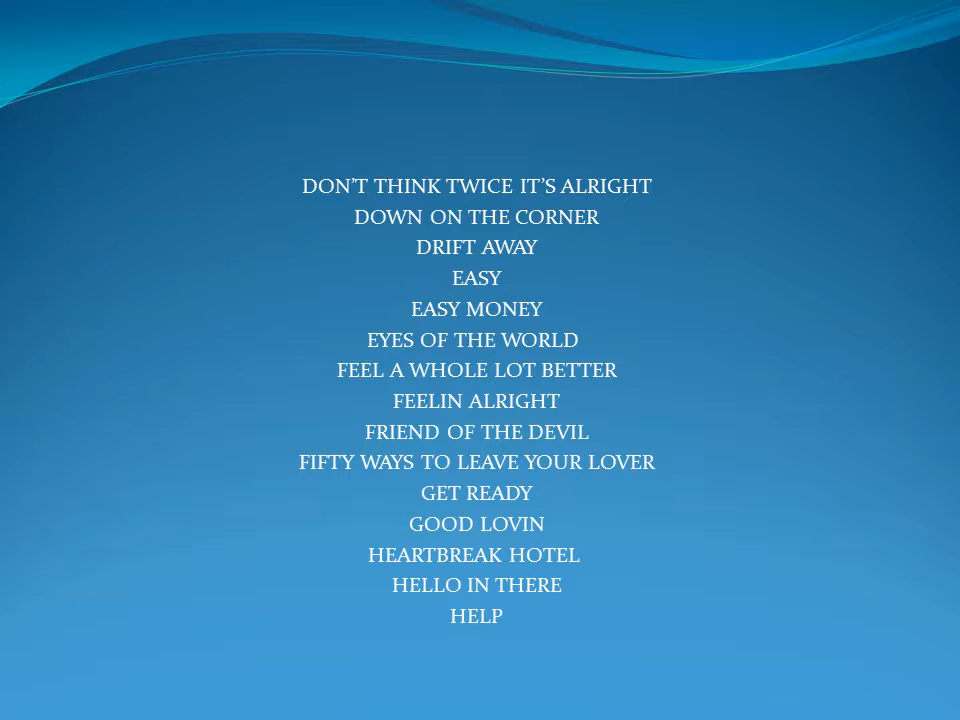 DON’T THINK TWICE IT’S ALRIGHT
DOWN ON THE CORNER
DRIFT AWAY
EASY
EASY MONEY
EYES OF THE WORLD
FEEL A WHOLE LOT BETTER
FEELIN ALRIGHT
FRIEND OF THE DEVIL
FIFTY WAYS TO LEAVE YOUR LOVER
GET READY
GOOD LOVIN
HEARTBREAK HOTEL
HELLO IN THERE
HELP